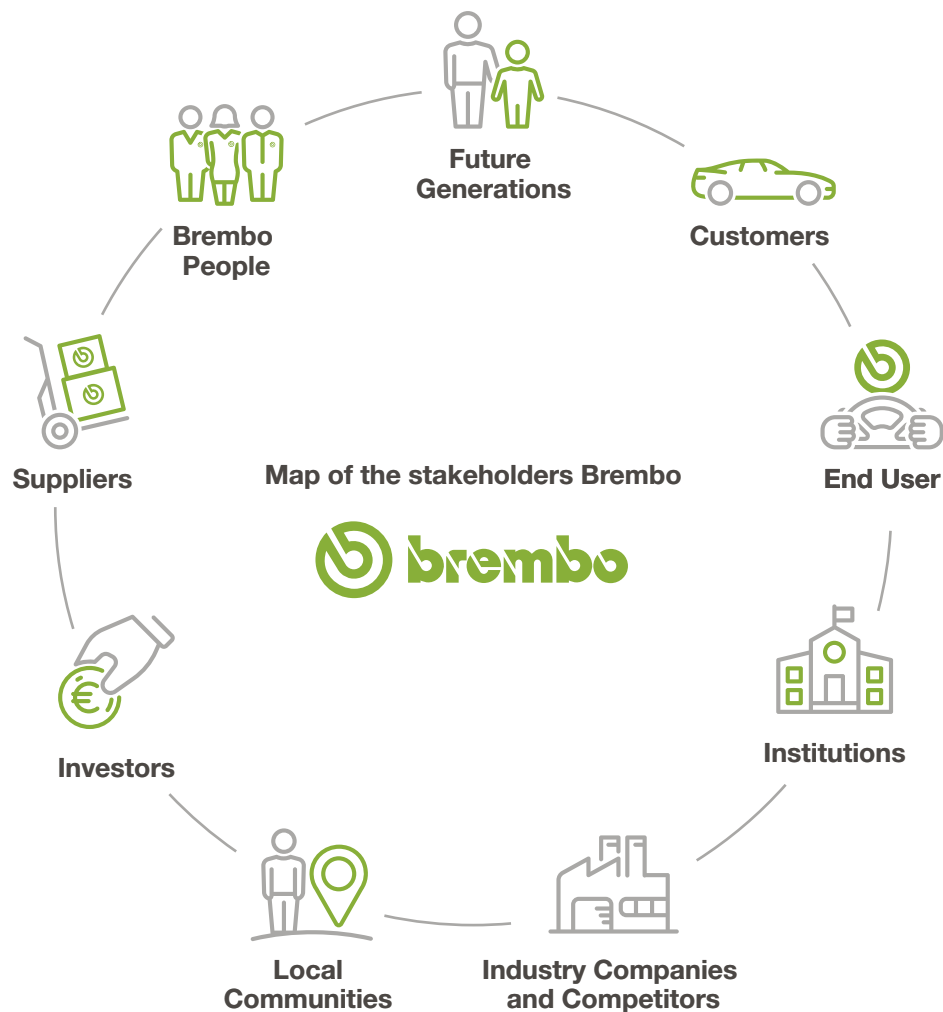 Future
Generations
Customers
Brembo
People
End User
Suppliers
Map of the stakeholders Brembo
brembo
Institutions
€
Investors
Local
Communities
Industry Companies
and Competitors